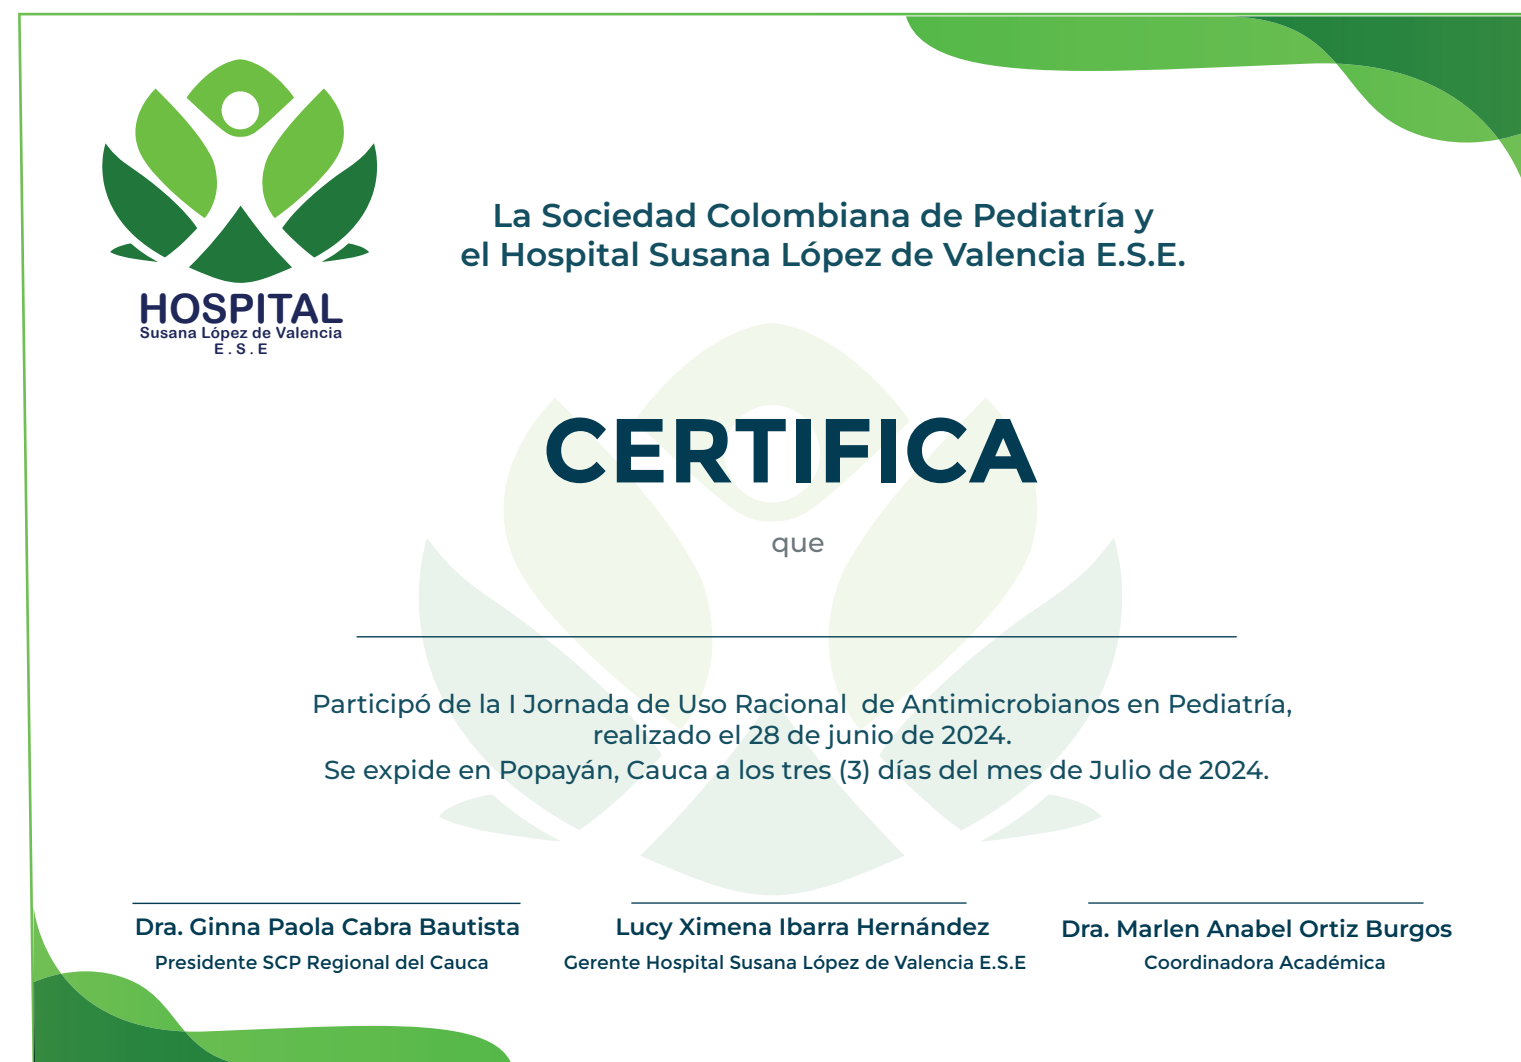 HOSPITAL
Susana López de Valencia
E . S . E
La Sociedad Colombiana de Pediatría y
el Hospital Susana López de Valencia E.S.E.
CERTIFICA
que
Participó de la I Jornada de Uso Racional  de Antimicrobianos en Pediatría,
realizado el 28 de junio de 2024.
Se expide en Popayán, Cauca a los tres (3) días del mes de Julio de 2024.
Dra. Ginna Paola Cabra Bautista
Presidente SCP Regional del Cauca
Lucy Ximena Ibarra Hernández
Gerente Hospital Susana López de Valencia E.S.E
Dra. Marlen Anabel Ortiz Burgos
Coordinadora Académica